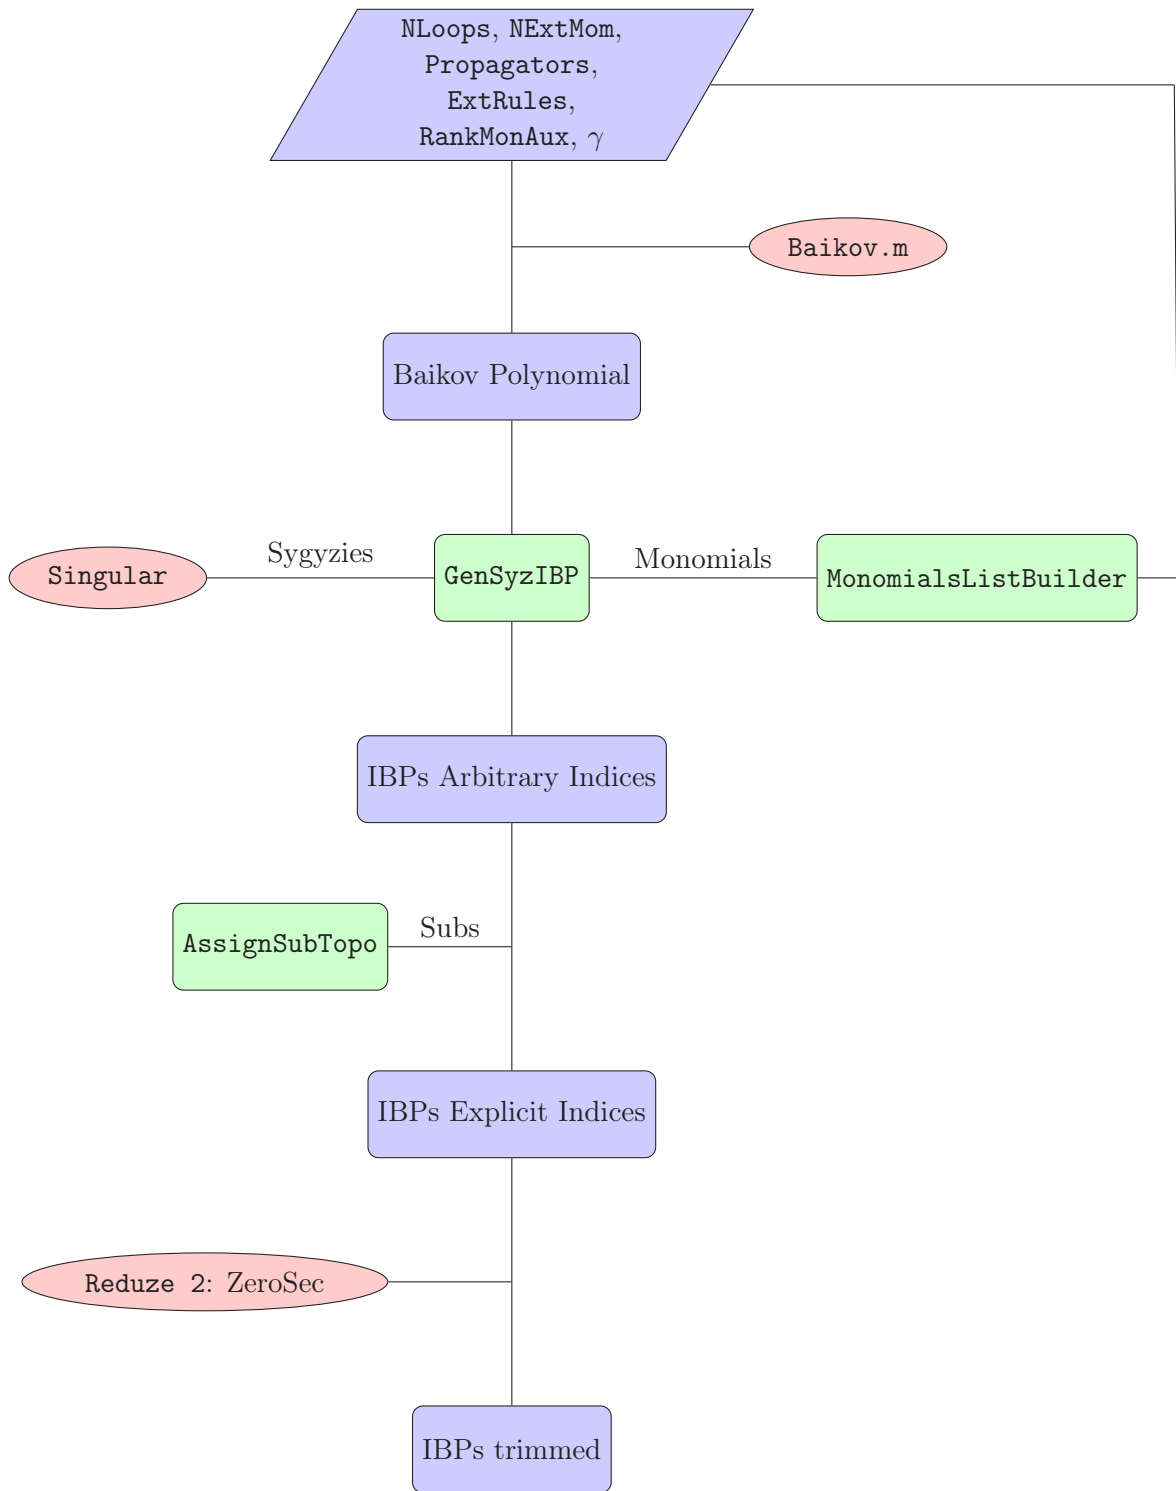 NLoops, NExtMom,
Propagators,
ExtRules,
RankMonAux, γ
Baikov.m
Baikov Polynomial
Sygyzies
Monomials
Singular
GenSyzIBP
MonomialsListBuilder
IBPs Arbitrary Indices
Subs
AssignSubTopo
IBPs Explicit Indices
Reduze 2: ZeroSec
IBPs trimmed